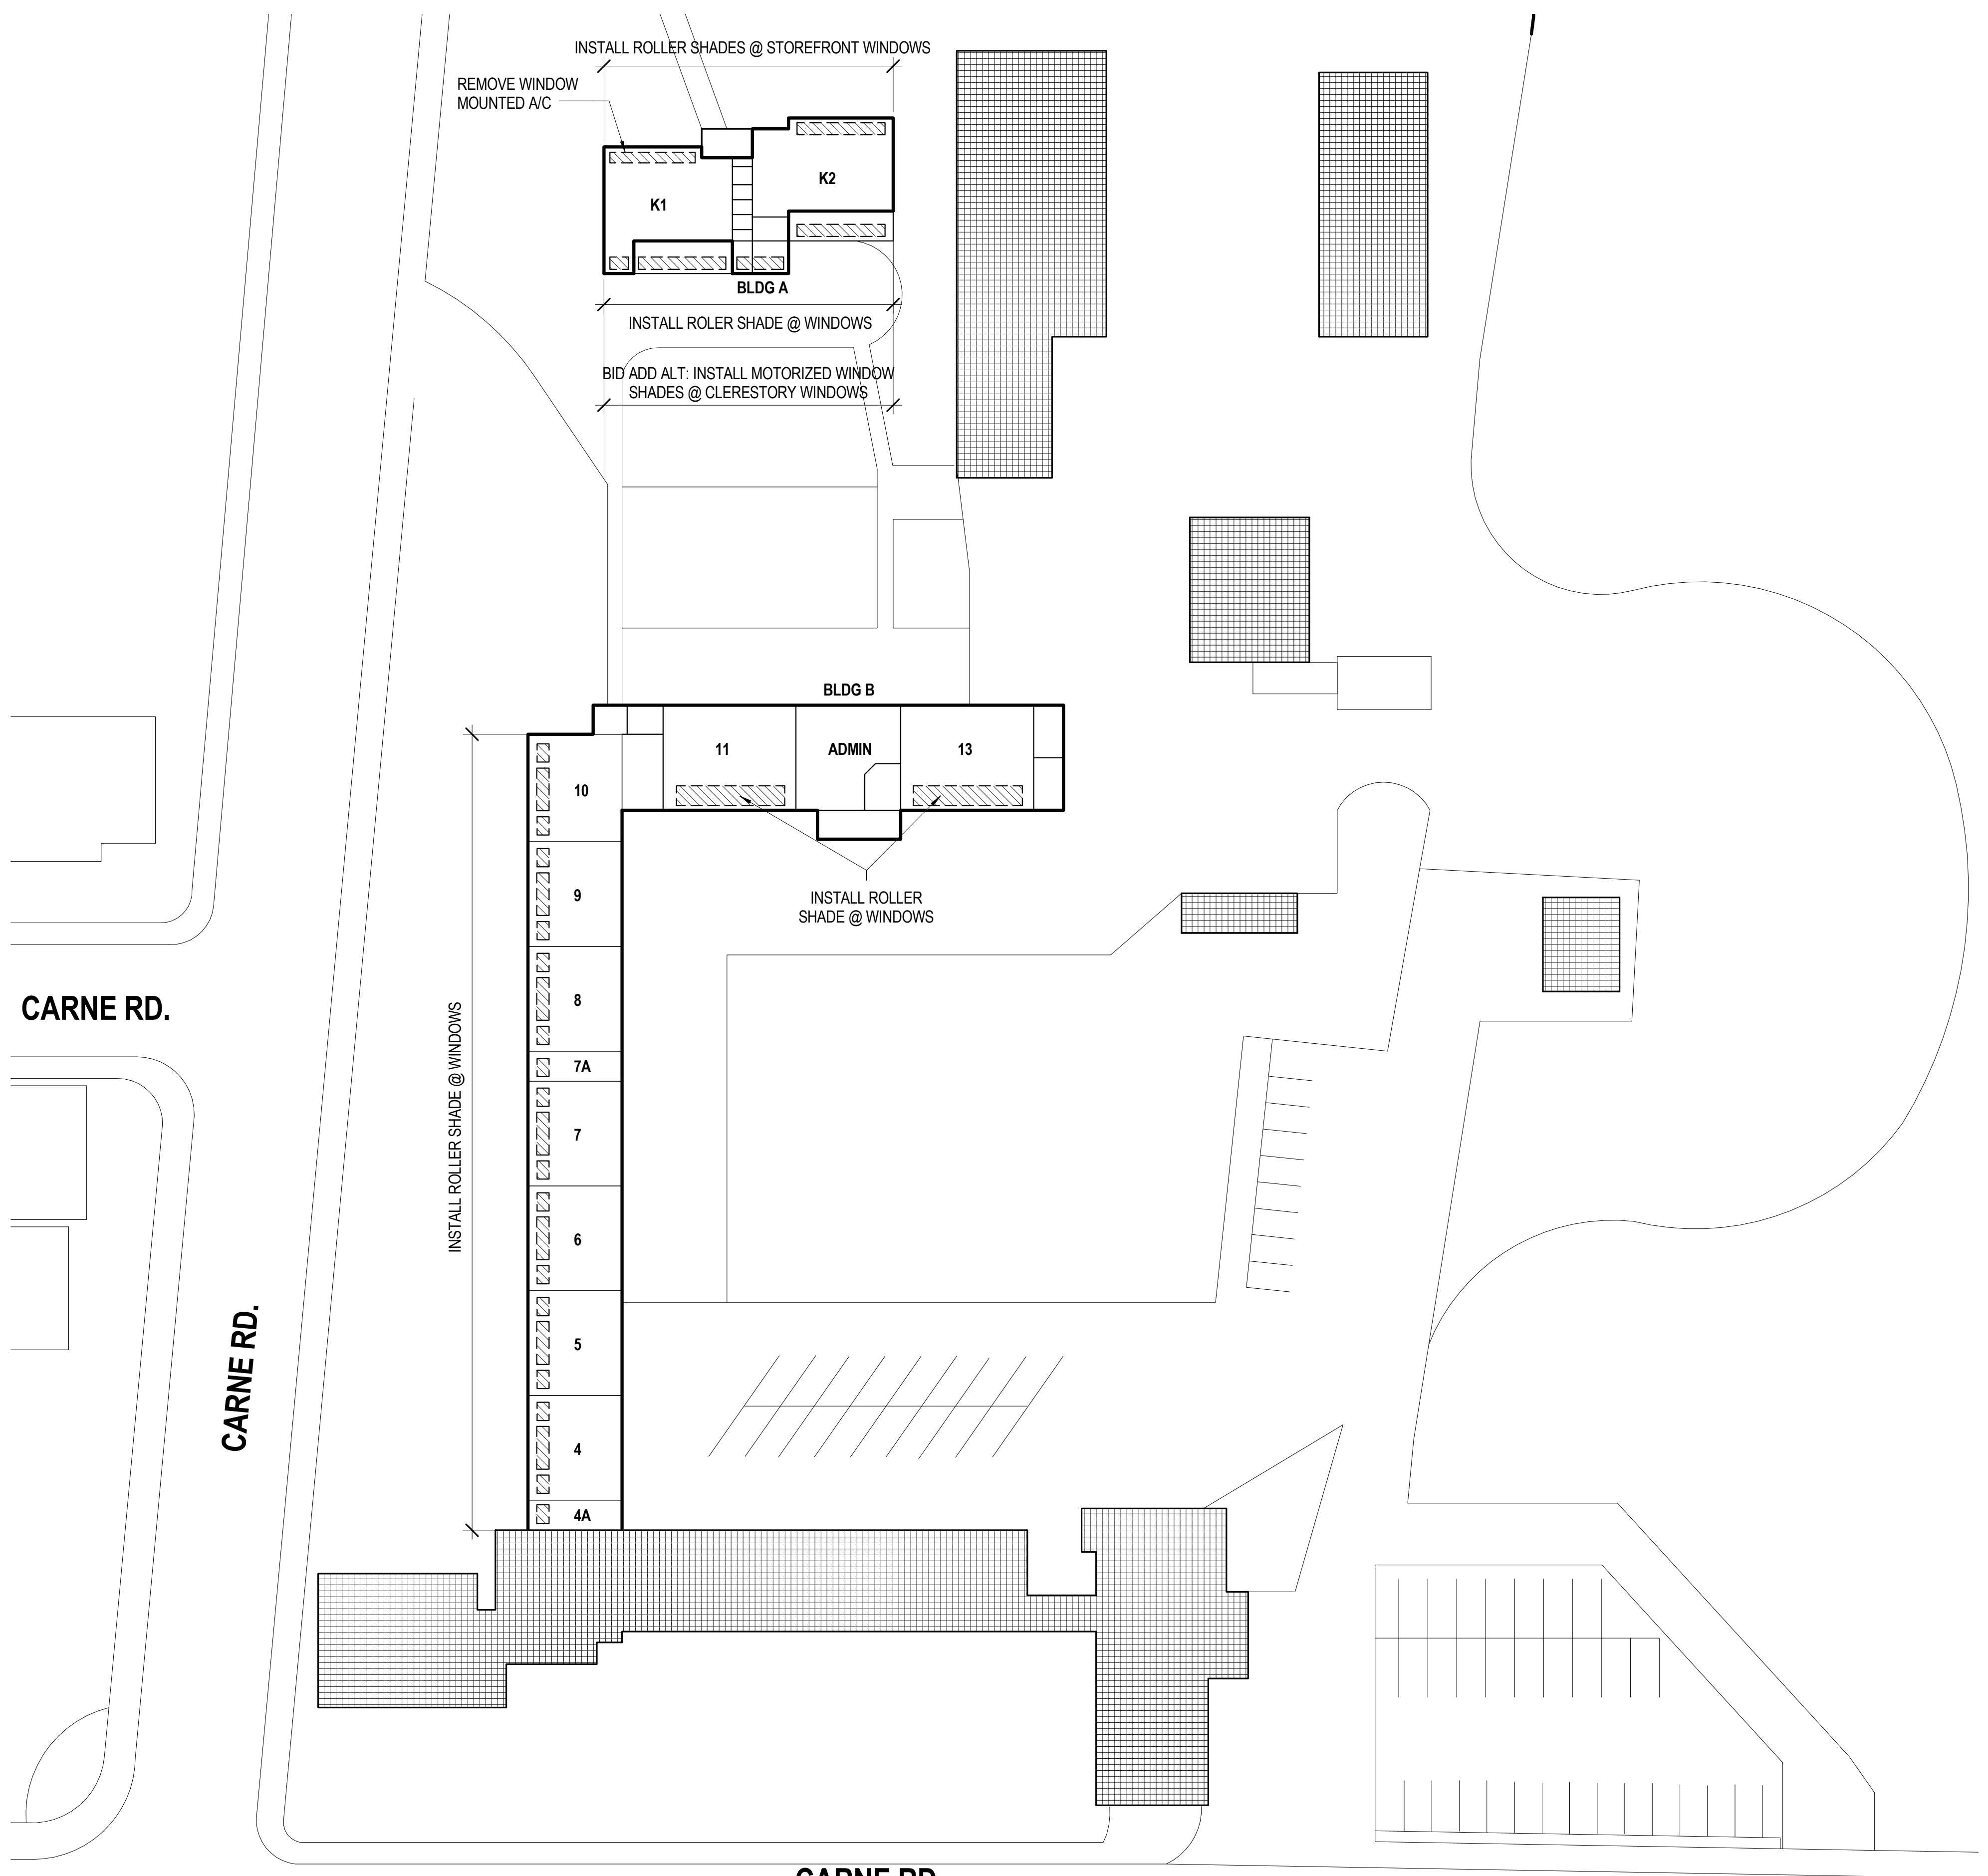 INSTALL ROLLER SHADES @ STOREFRONT WINDOWS
REMOVE WINDOW
MOUNTED A/C
K2
K1
BLDG A
INSTALL ROLER SHADE @ WINDOWS
BID ADD ALT: INSTALL MOTORIZED WINDOW
SHADES @ CLERESTORY WINDOWS
BLDG B
11
ADMIN
13
10
9
INSTALL ROLLER
SHADE @ WINDOWS
8
CARNE RD.
7A
INSTALL ROLLER SHADE @ WINDOWS
7
6
5
CARNE RD.
4
4A
CARNE RD.